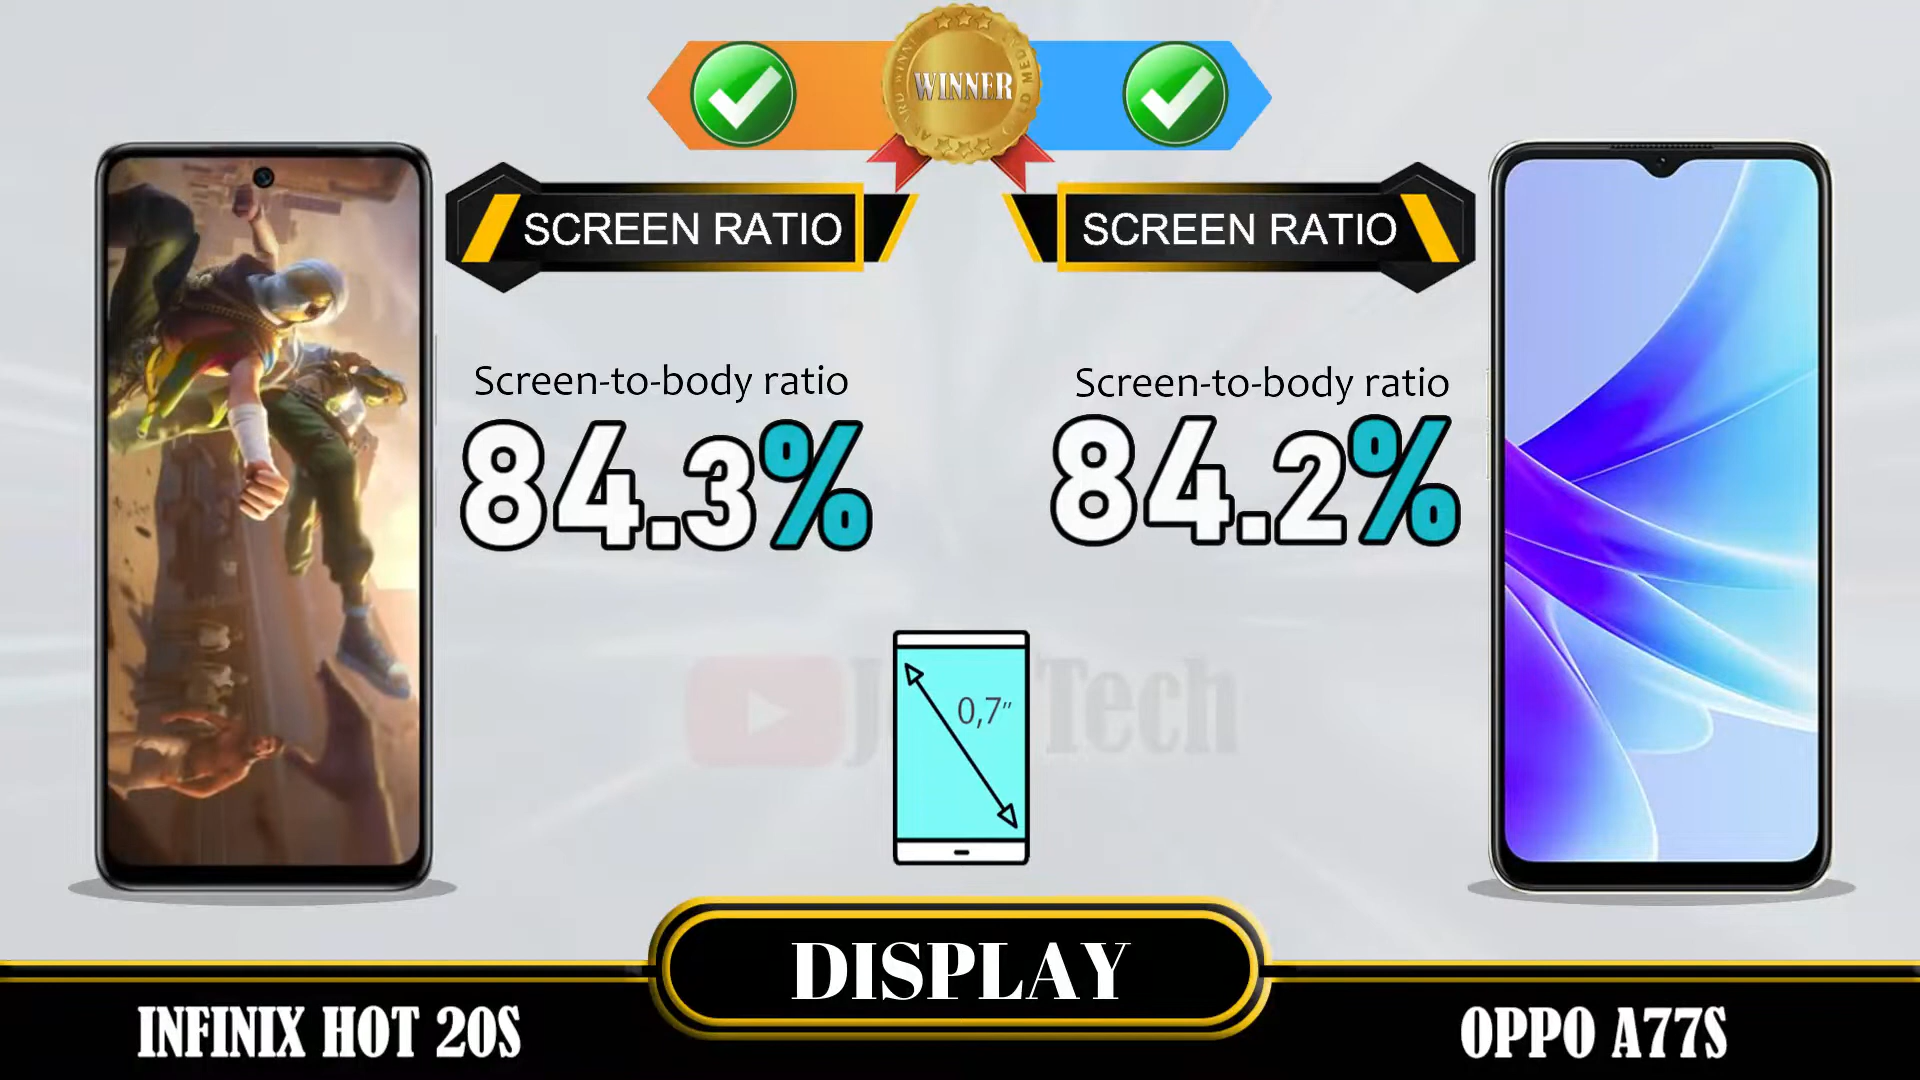 WINNER
SCREEN RATIO
SCREEN RATIO
Screen-to-body ratio
84.3%
Screen-to-body ratio
84.2%
0,7"
Tech
DISPLAY
INFINIX HOT 20S
OPPO A77S